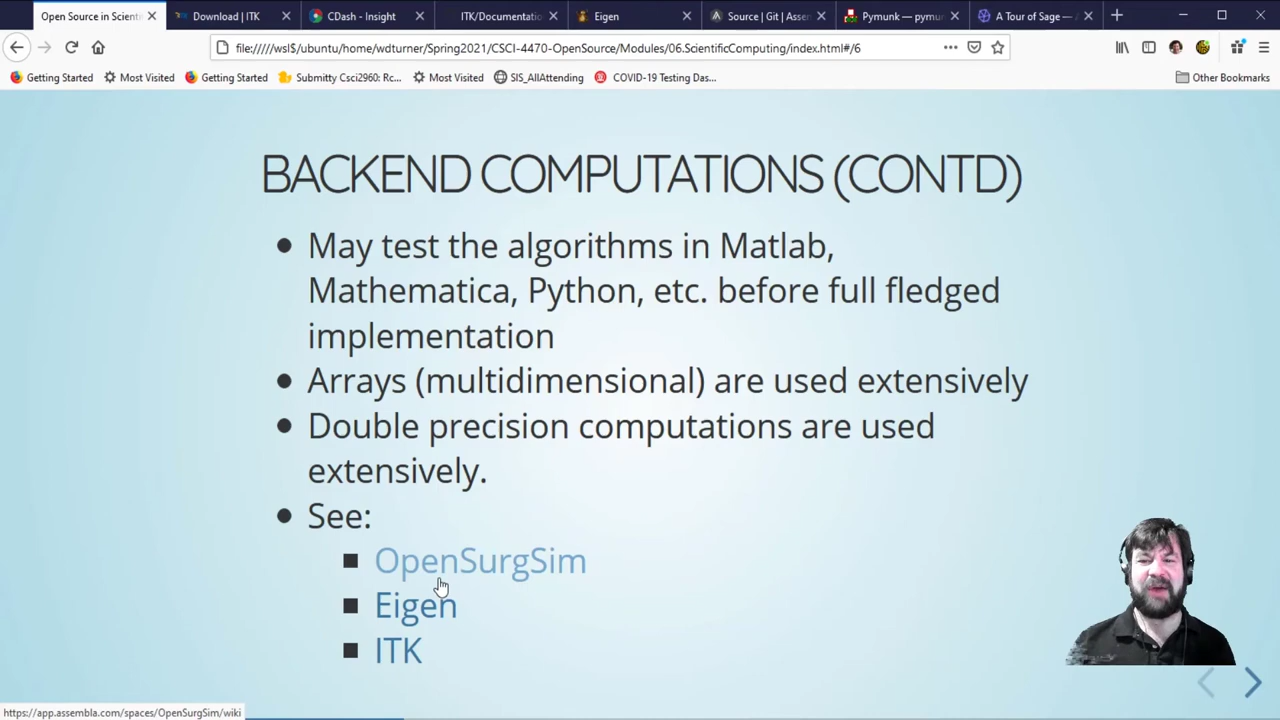 Open Source in Scient
Download | ITK
CDash - Insight
ITK/Documentatio
Eigen
Source | Git | Asse
Pymunk — pymu
A Tour of Sage —
file://///wsl$/ubuntu/home/wdturner/Spring2021/CSCI-4470-OpenSource/Modules/06.ScientificComputing/index.html#/6
Getting Started
Most Visited
Getting Started
Submitty Csci2960: Rc...
Most Visited
SIS_AllAttending
COVID-19 Testing Das...
Other Bookmarks
BACKEND COMPUTATIONS (CONTD)
May test the algorithms in Matlab,
Mathematica, Python, etc. before full fledged
implementation
Arrays (multidimensional) are used extensively
Double precision computations are used
extensively.
See:
OpenSurgSim
Eigen
ITK
https://app.assembla.com/spaces/OpenSurgSim/wiki